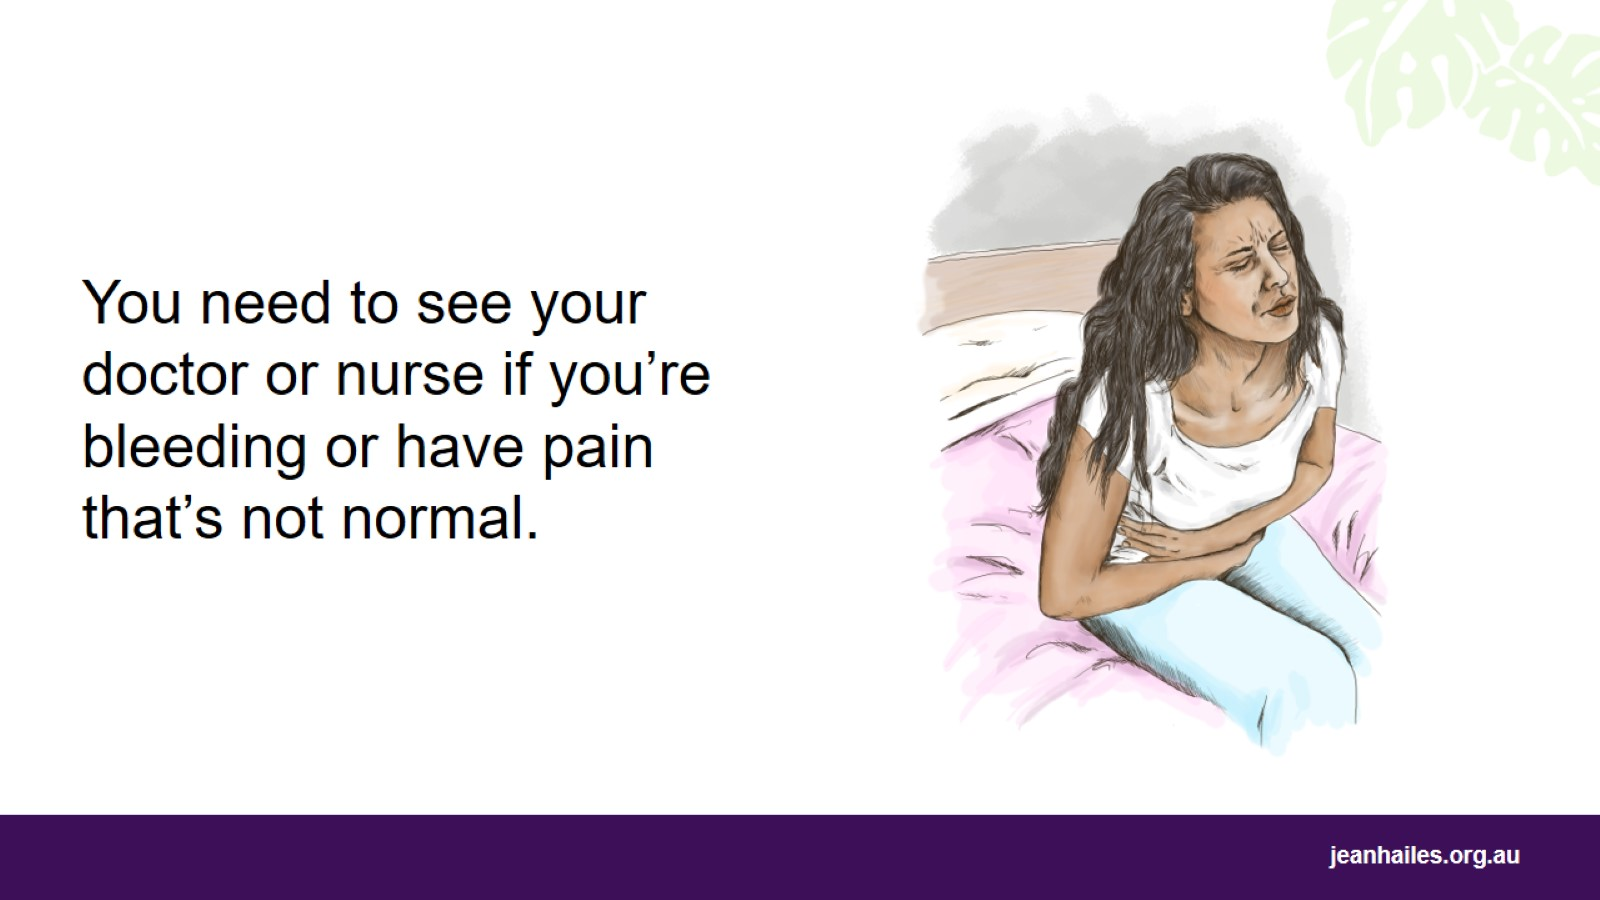 You need to see your
doctor or nurse if you’re
bleeding or have pain
that’s not normal.
jeanhailes.org.au